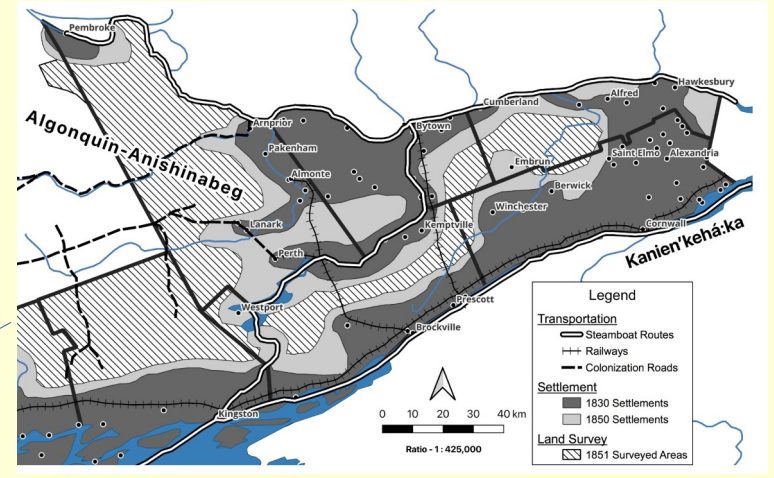 Pembroke
Hawkesbury
Alfred
Cumberland
Arnprior
Bytown
Algonquin-Anishinabeg
Pakenham
Saint Elmo
Alexandria
Embrun
Almonte
Berwick
Winchester
Lanark
Kemptville
Cornwall
Kanien'kehá:ka
Perth
Westport
Prescott
Brockville
Kingston
0 10 20 30 40 km
Ratio - 1 : 425,000
Legend
Transportation
Steamboat Routes
Railways
Colonization Roads
Settlement
1830 Settlements
1850 Settlements
Land Survey
1851 Surveyed Areas